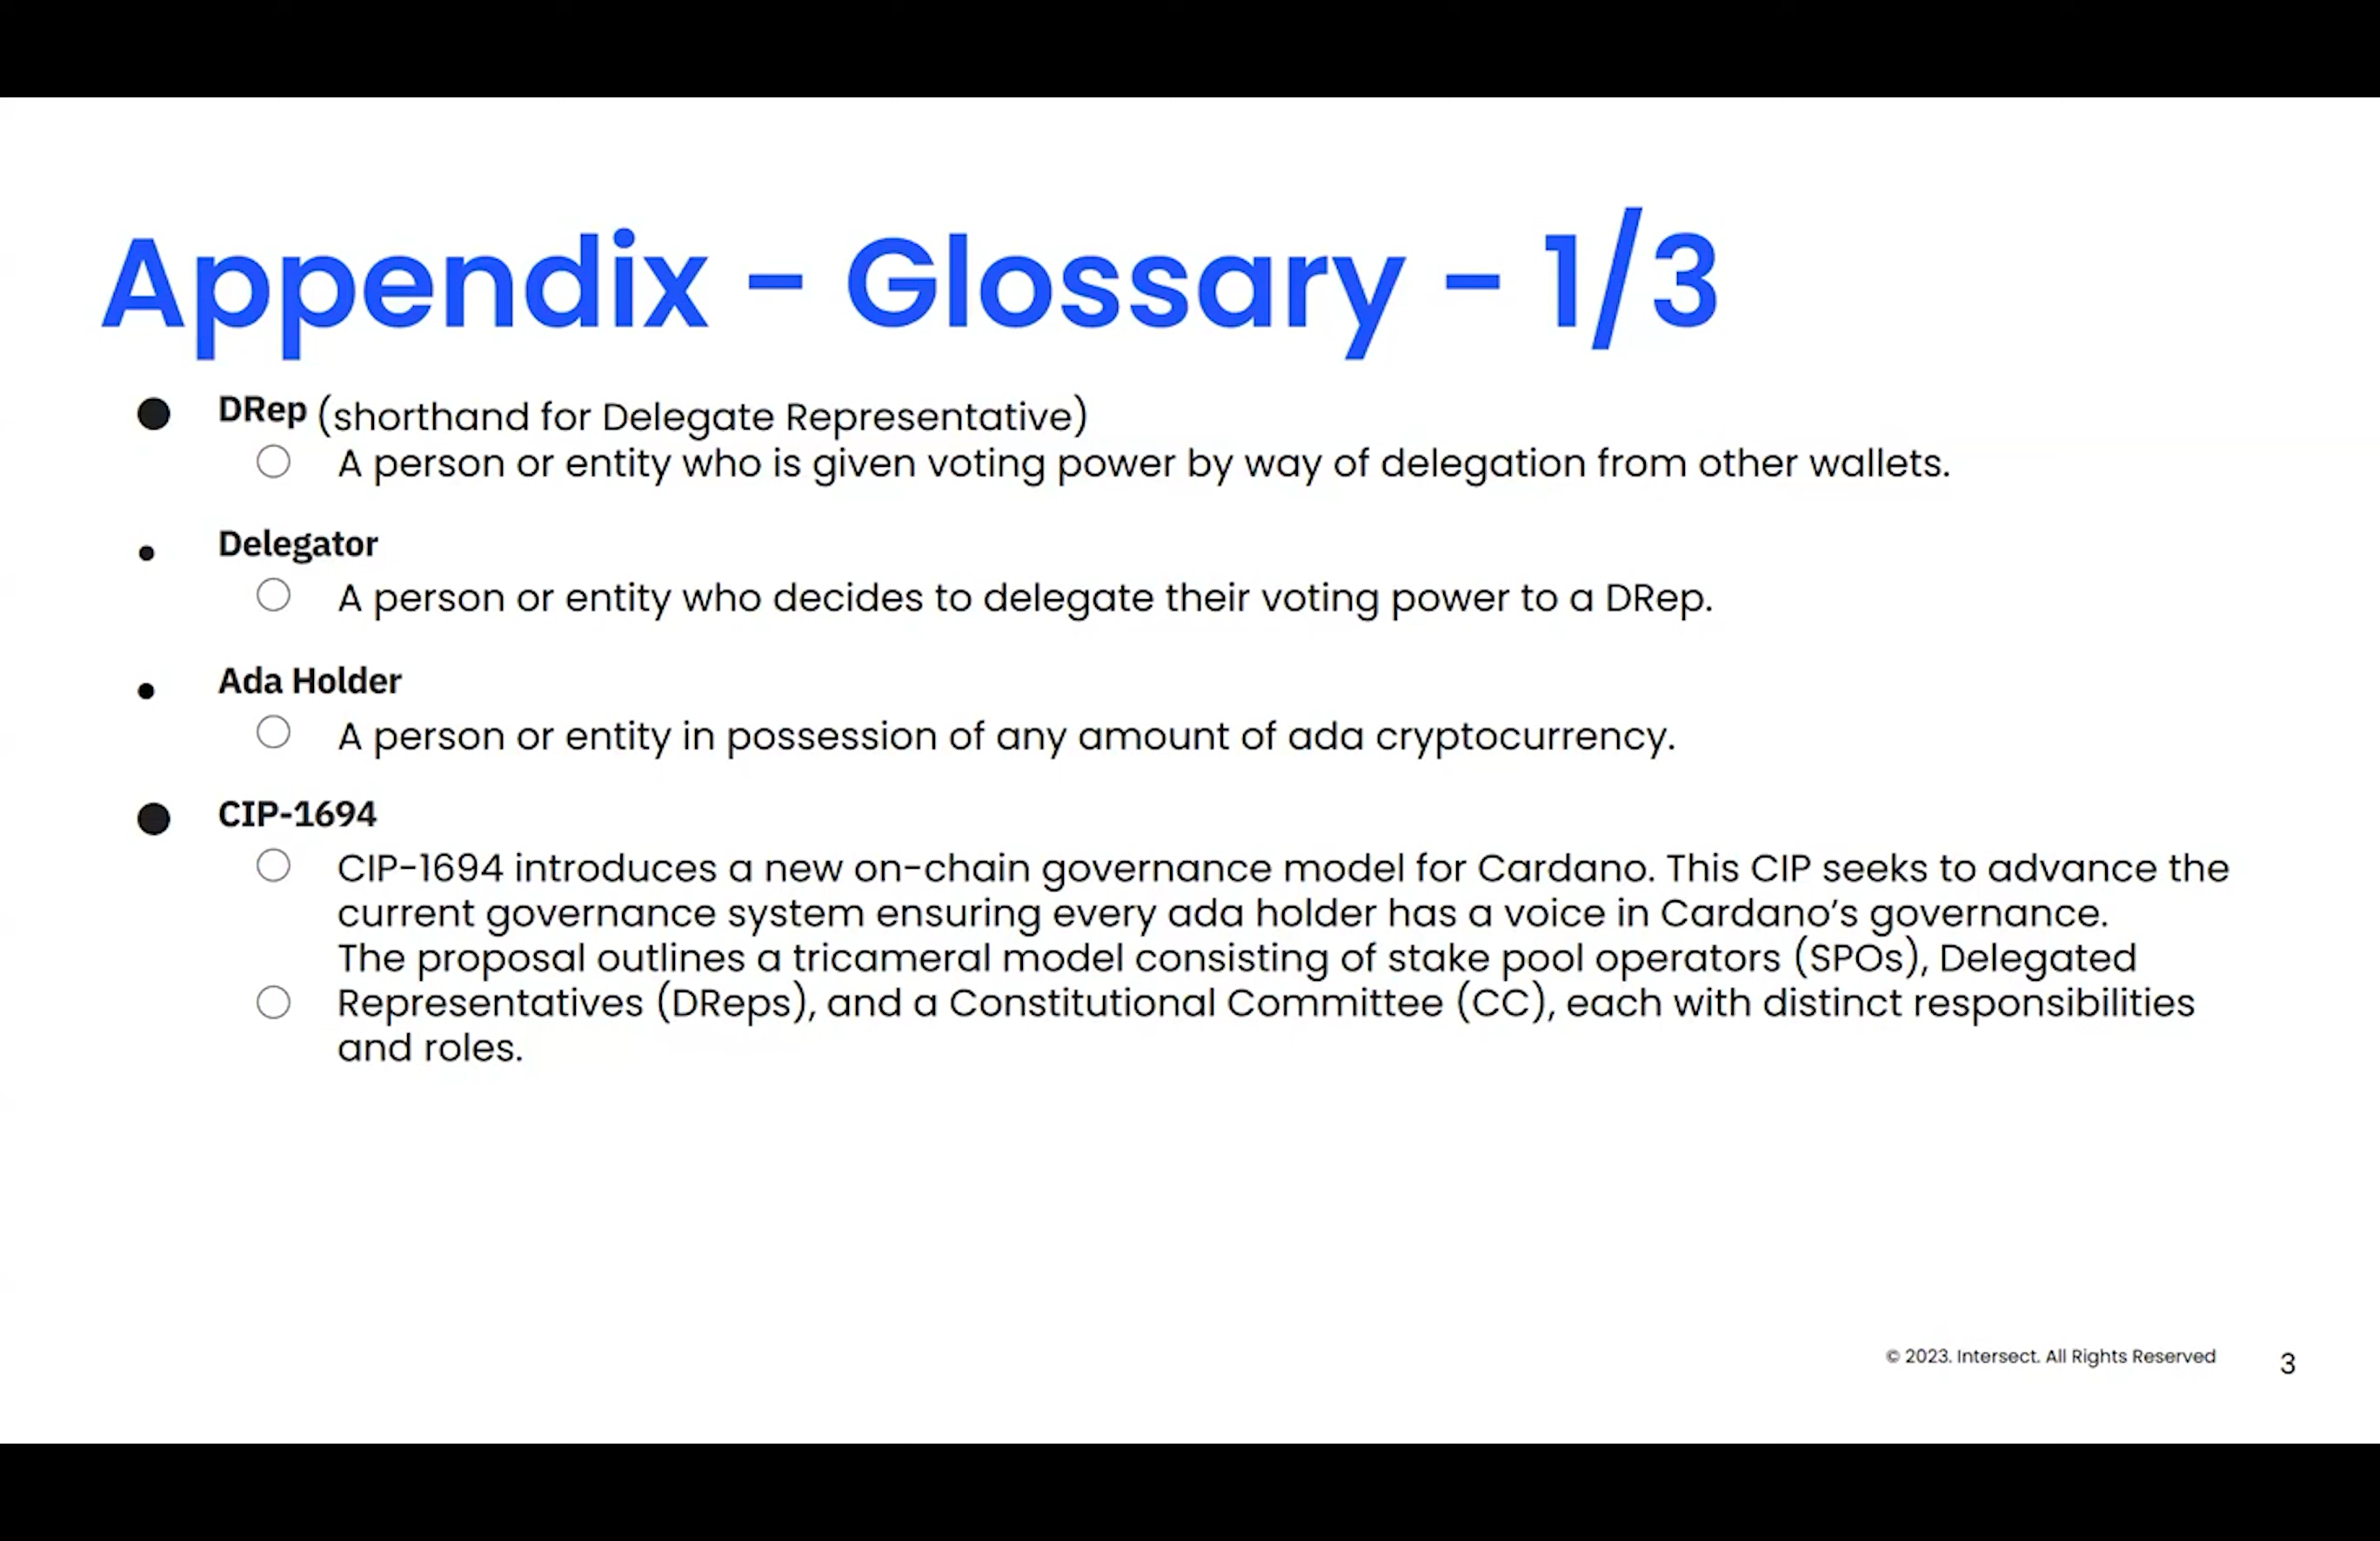 Appendix - Glossary - 1/3
DRep (shorthand for Delegate Representative)
A person or entity who is given voting power by way of delegation from other wallets.
Delegator
A person or entity who decides to delegate their voting power to a DRep.
Ada Holder
A person or entity in possession of any amount of ada cryptocurrency.
CIP-1694
CIP-1694 introduces a new on-chain governance model for Cardano. This CIP seeks to advance the
current governance system ensuring every ada holder has a voice in Cardano’s governance.
The proposal outlines a tricameral model consisting of stake pool operators (SPOs), Delegated
Representatives (DReps), and a Constitutional Committee (CC), each with distinct responsibilities
and roles.
© 2023. Intersect. All Rights Reserved
3